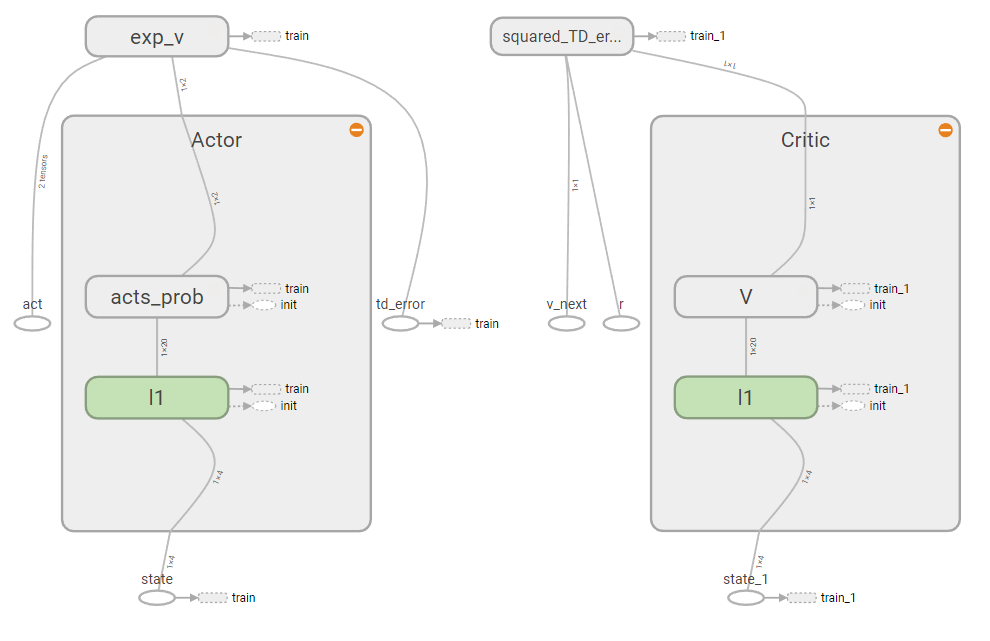 exp_v
train
1×2
2 tensors
Actor
1×2
acts_prob
train
init
act
td_error
train
1×20
l1
train
init
1×4
1×4
state
train
squared_TD_er...
train_1
1×1
Critic
1×1
1×1
V
train_1
init
v_next
r
1×20
l1
train_1
init
1×4
1×4
state_1
train_1